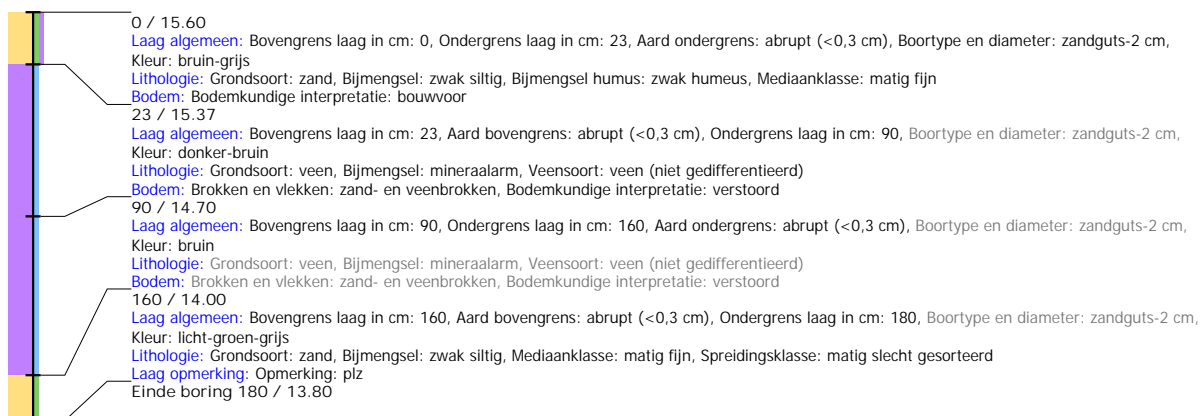 0 / 15.60
Laag algemeen: Bovengrens laag in cm: 0, Ondergrens laag in cm: 23, Aard ondergrens: abrupt (<0,3 cm), Boortype en diameter: zandguts-2 cm,
Kleur: bruin-grijs
Lithologie: Grondsoort: zand, Bijmengsel: zwak siltig, Bijmengsel humus: zwak humeus, Mediaanklasse: matig fijn
Bodem: Bodemkundige interpretatie: bouwvoor
23 / 15.37
Laag algemeen: Bovengrens laag in cm: 23, Aard bovengrens: abrupt (<0,3 cm), Ondergrens laag in cm: 90, Boortype en diameter: zandguts-2 cm,
Kleur: donker-bruin
Lithologie: Grondsoort: veen, Bijmengsel: mineraalarm, Veensoort: veen (niet gedifferentieerd)
Bodem: Brokken en vlekken: zand- en veenbrokken, Bodemkundige interpretatie: verstoord
90 / 14.70
Laag algemeen: Bovengrens laag in cm: 90, Ondergrens laag in cm: 160, Aard ondergrens: abrupt (<0,3 cm), Boortype en diameter: zandguts-2 cm,
Kleur: bruin
Lithologie: Grondsoort: veen, Bijmengsel: mineraalarm, Veensoort: veen (niet gedifferentieerd)
Bodem: Brokken en vlekken: zand- en veenbrokken, Bodemkundige interpretatie: verstoord
160 / 14.00
Laag algemeen: Bovengrens laag in cm: 160, Aard bovengrens: abrupt (<0,3 cm), Ondergrens laag in cm: 180, Boortype en diameter: zandguts-2 cm,
Kleur: licht-groen-grijs
Lithologie: Grondsoort: zand, Bijmengsel: zwak siltig, Mediaanklasse: matig fijn, Spreidingsklasse: matig slecht gesorteerd
Laag opmerking: Opmerking: plz
Einde boring 180 / 13.80